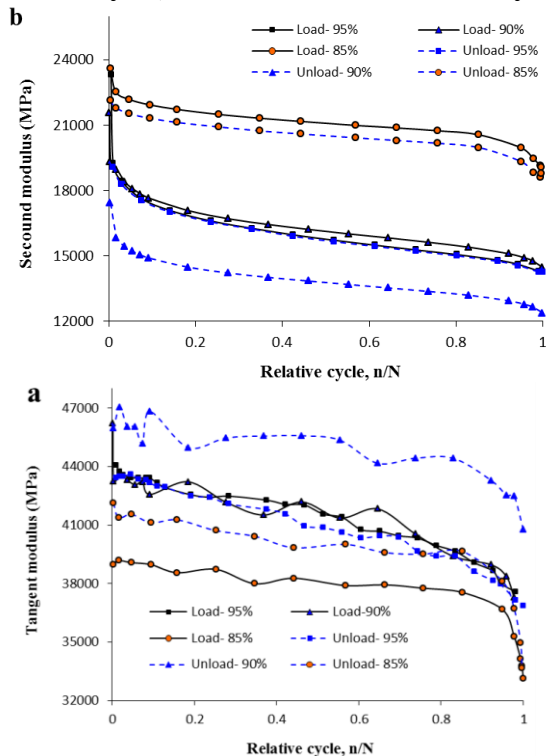 b
Load- 95%
Load- 90%
Load- 85%
Unload- 95%
Unload- 90%
Unload- 85%
24000
21000
18000
15000
12000
Secound modulus (MPa)
0 0.2 0.4 0.6 0.8 1
Relative cycle, n/N
a
47000
43000
39000
35000
32000
Tangent modulus (MPa)
Load- 95%
Load-90%
Load- 85%
Unload- 95%
Unload- 90%
Unload- 85%
0 0.2 0.4 0.6 0.8 1
Relative cycle, n/N